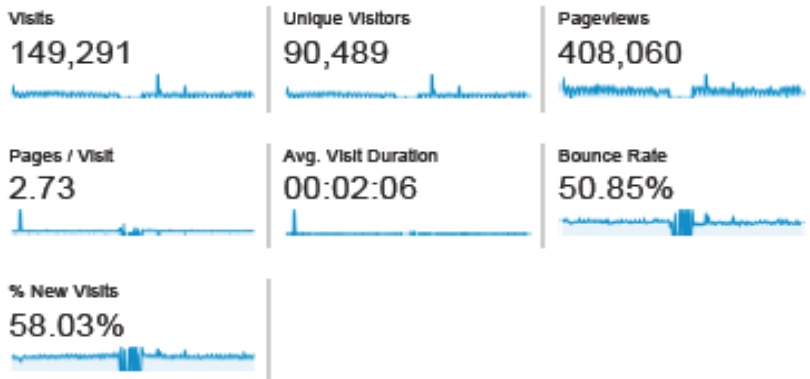 Visits
149,291
Unique Visitors
90,489
Pageviews
408,060
Pages / Visit
2.73
Avg. Visit Duration
00:02:06
Bounce Rate
50.85%
% New Visits
58.03%